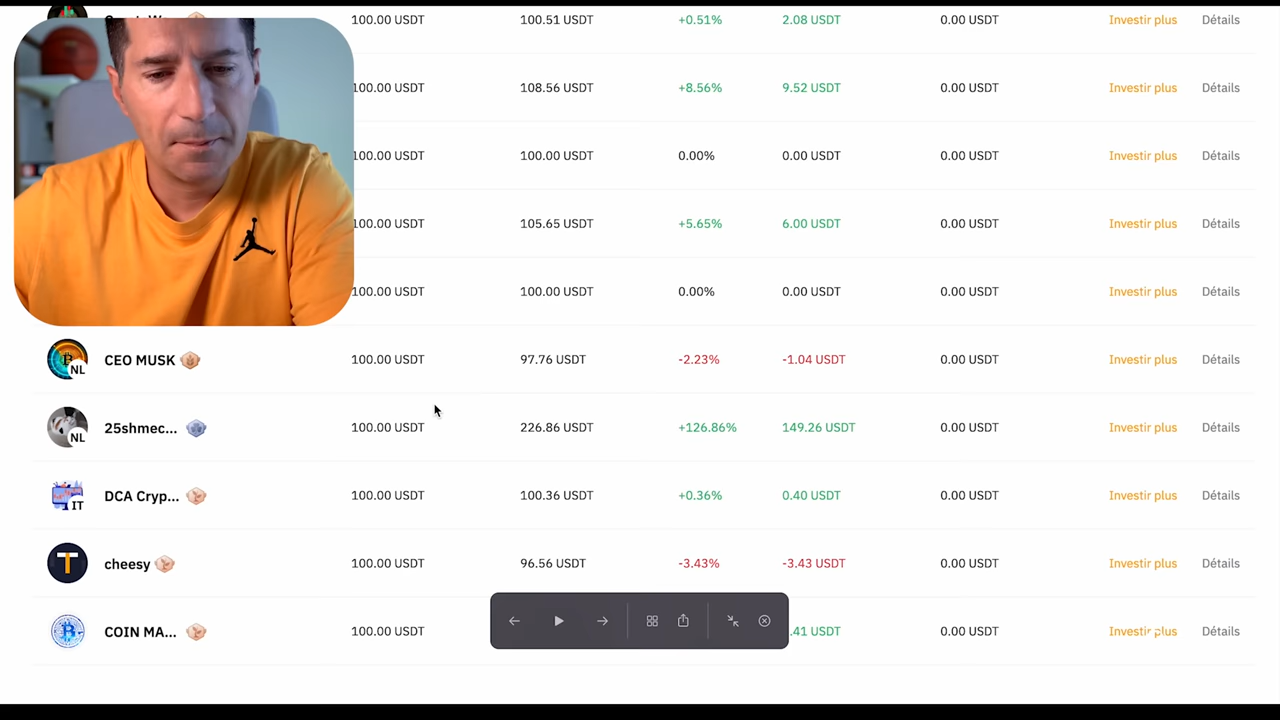 100.00 USDT 100.51 USDT +0.51% 2.08 USDT 0.00 USDT Investir plus Détails
100.00 USDT 108.56 USDT +8.56% 9.52 USDT 0.00 USDT Investir plus Détails
100.00 USDT 100.00 USDT 0.00% 0.00 USDT 0.00 USDT Investir plus Détails
100.00 USDT 105.65 USDT +5.65% 6.00 USDT 0.00 USDT Investir plus Détails
100.00 USDT 100.00 USDT 0.00% 0.00 USDT 0.00 USDT Investir plus Détails
NL CEO MUSK 100.00 USDT 97.76 USDT -2.23% -1.04 USDT 0.00 USDT Investir plus Détails
NL 25shmec... 100.00 USDT 226.86 USDT +126.86% 149.26 USDT 0.00 USDT Investir plus Détails
IT DCA Cryp... 100.00 USDT 100.36 USDT +0.36% 0.40 USDT 0.00 USDT Investir plus Détails
T cheesy 100.00 USDT 96.56 USDT -3.43% -3.43 USDT 0.00 USDT Investir plus Détails
COIN MA... 100.00 USDT .41 USDT 0.00 USDT Investir plus Détails